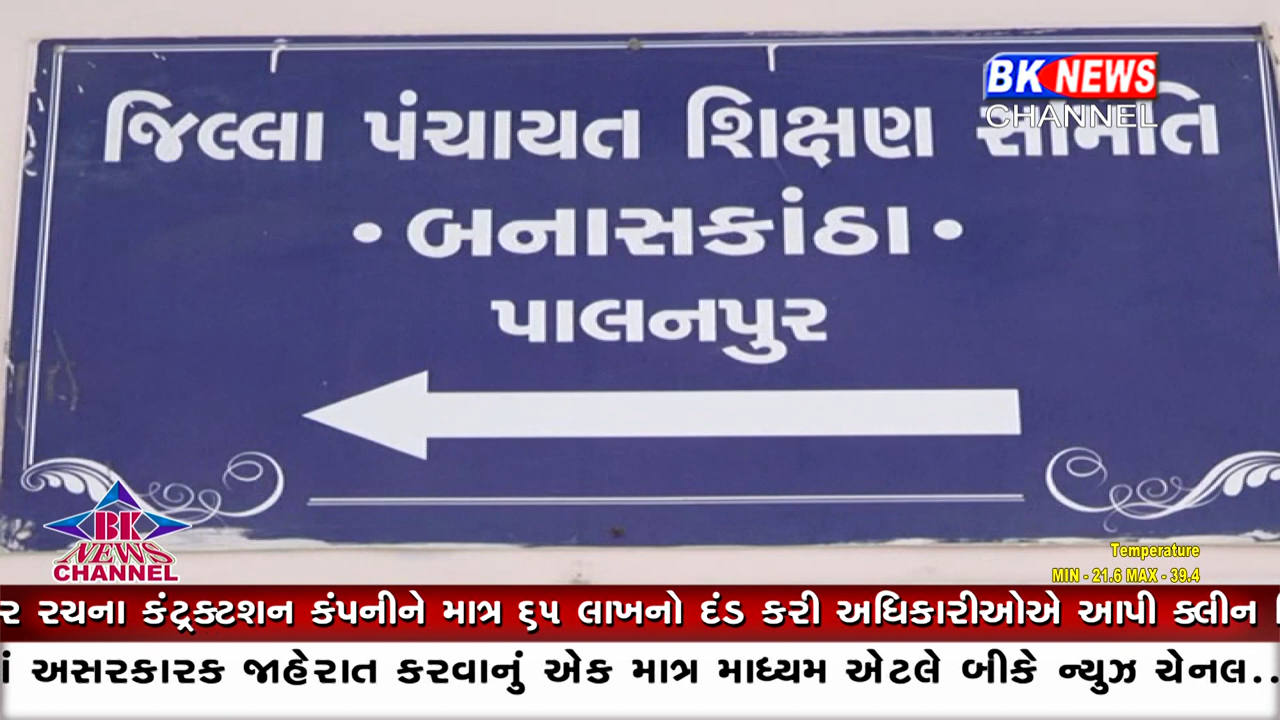 જિલ્લા પંચાયત શિક્ષણ સમિતિ
BK NEWS
CHANNEL
• બનાસકાંઠા •
પાલનપુર
BK
NEWS
CHANNEL
Temperature
MIN - 21.6 MAX - 39.4
ર રચના કંટ્રક્ટશન કંપનીને માત્ર ૬૫ લાખનો દંડ કરી અધિકારીઓએ આપી ક્લીન
અસરકારક જાહેરાત કરવાનું એક માત્ર માધ્યમ એટલે બીકે ન્યુઝ ચેનલ..